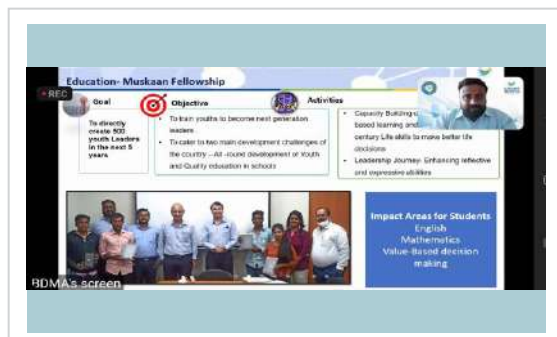 Education- Muskaan Fellowship
REC
Goal
Objective
Activities
To directly
create 500
youth Leaders
in the next 5
years
To train youths to become next generation
leaders
To cater to two main development challenges of
the country – All -round development of Youth
and Quality education in schools
Capacity Building
based learning and
century Life skills to make better life
decisions
Leadership Journey- Enhancing reflective
and expressive abilities
Impact Areas for Students
English
Mathematics
Value-Based decision
making
BDMA's screen